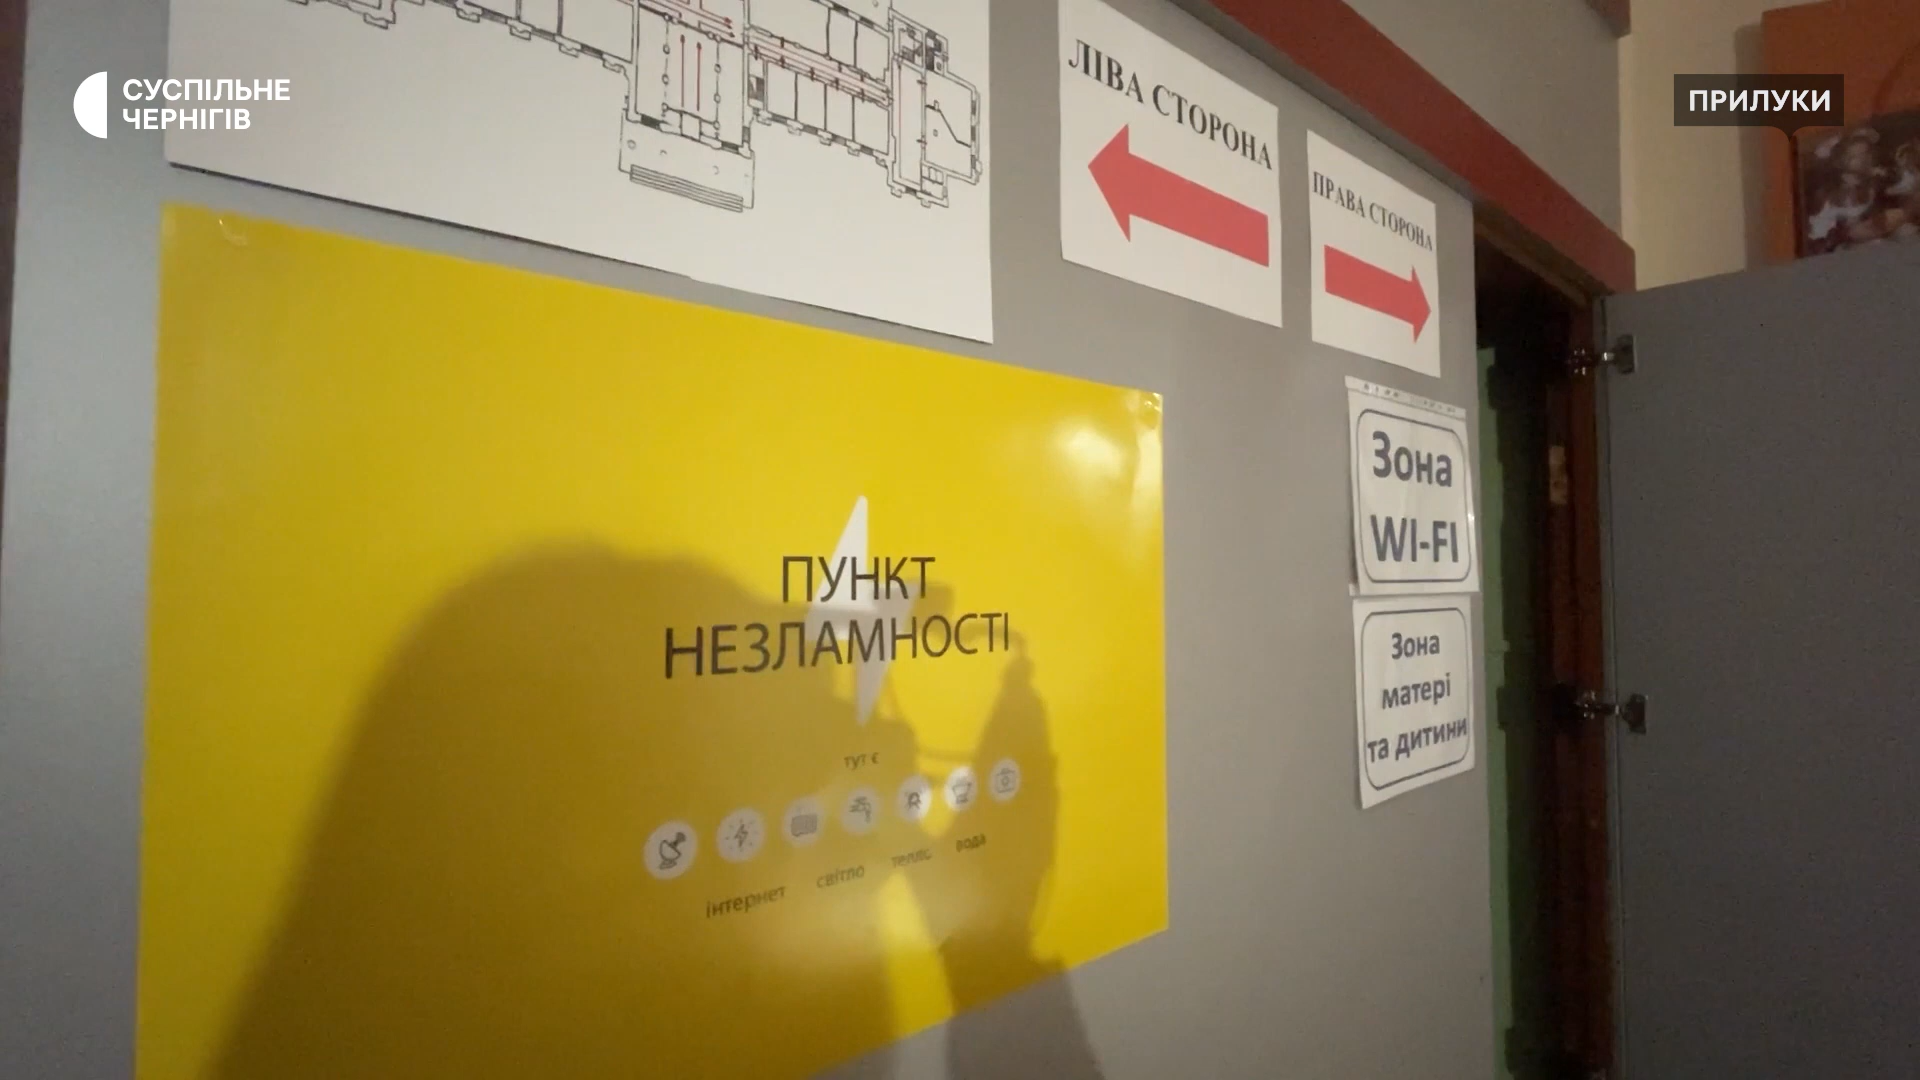 СУСПІЛЬНЕ
ЧЕРНІГІВ
ПРИЛУКИ
ЛІВА СТОРОНА
ПРАВА СТОРОНА
Зона
WI-FI
Зона
матері
та дитини
ПУНКТ
НЕЗЛАМНОСТІ
тут є
інтернет світло тепло вода